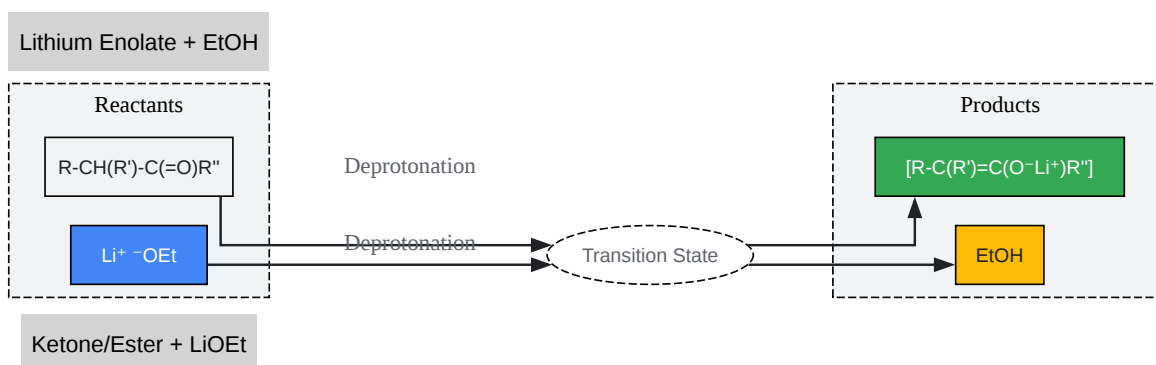 Lithium Enolate + EtOH
Reactants
Products
R-CH(R')-C(=O)R"
Deprotonation
[R-C(R')=C(O⁻Li⁺)R"]
Li⁺ ⁻OEt
Deprotonation
Transition State
EtOH
Ketone/Ester + LiOEt